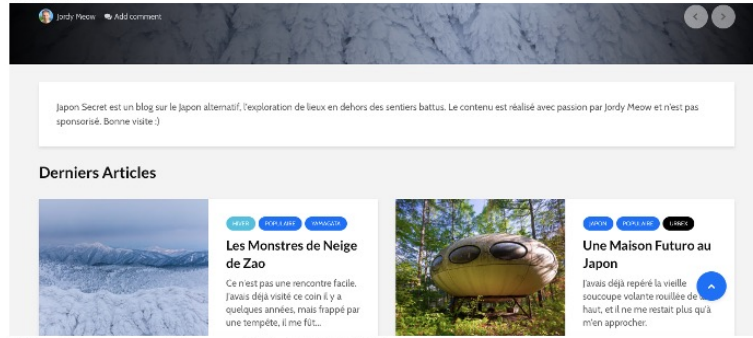 Jordy Meow Add comment
Japon Secret est un blog sur le Japon alternatif, l'exploration de lieux en dehors des sentiers battus. Le contenu est réalisé avec passion par Jordy Meow et n'est pas
sponsorisé. Bonne visite :)
Derniers Articles
HIVER POPULAIRE YAMAGATA
Les Monstres de Neige
de Zao
Ce n'est pas une rencontre facile.
J'avais déjà visité ce coin il y a
quelques années, mais frappé par
une tempête, il me fût...
JAPON POPULAIRE URBEX
Une Maison Futuro au
Japon
J'avais déjà repéré la vieille
soucoupe volante rouillée de
haut, et il ne me restait plus qu'à
m'en approcher.